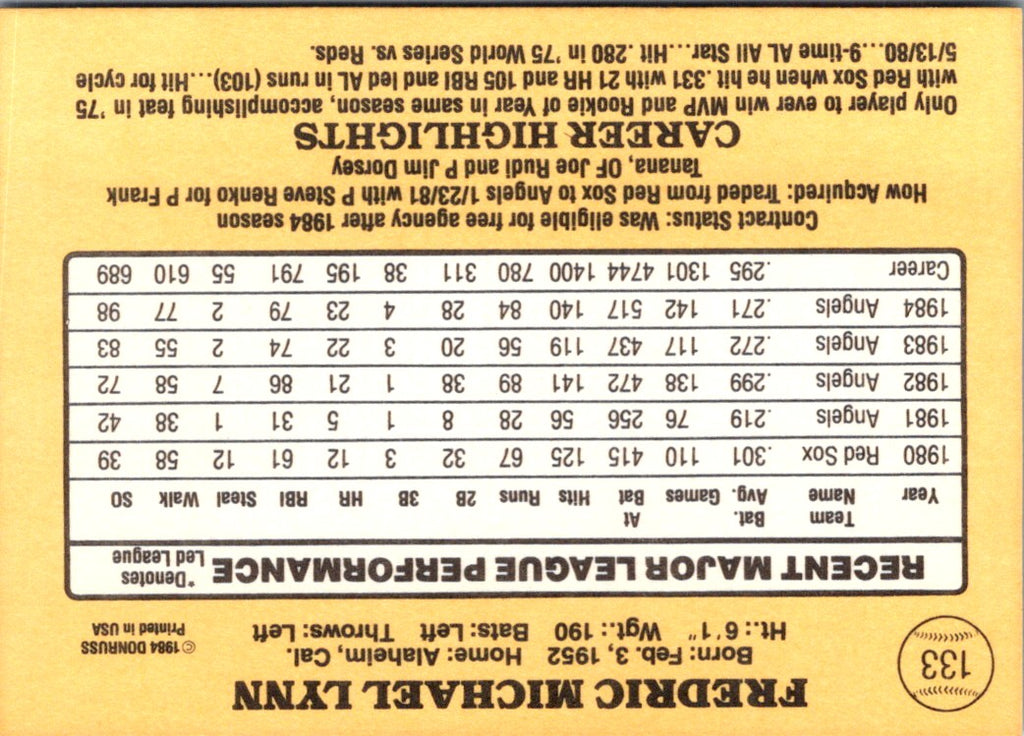 133
FREDRIC MICHAEL LYNN
Born: Feb. 3, 1952 Home: Alaheim, Cal.
Ht.: 6'1" Wgt.: 190 Bats: Left Throws: Left
© 1984 DONRUSS
Printed in USA
RECENT MAJOR LEAGUE PERFORMANCE *Denotes Led League
Year Team Name Bat. Avg. Games At Bat Hits Runs 2B 3B HR RBI Steal Walk SO
1980 Red Sox .301 110 415 125 67 32 3 12 61 12 58 39
1981 Angels .219 76 256 56 28 8 1 5 31 1 38 42
1982 Angels .299 138 472 141 89 38 1 21 86 7 58 72
1983 Angels .272 117 437 119 56 20 3 22 74 2 55 83
1984 Angels .271 142 517 140 84 28 4 23 79 2 77 98
Career .295 1301 4744 1400 780 311 38 195 791 55 610 689
Contract Status: Was eligible for free agency after 1984 season
How Acquired: Traded from Red Sox to Angels 1/23/81 with P Steve Renko for P Frank
Tanana, OF Joe Rudi and P Jim Dorsey
CAREER HIGHLIGHTS
Only player to ever win MVP and Rookie of Year in same season, accomplishing feat in '75
with Red Sox when he hit .331 with 21 HR and 105 RBI and led AL in runs (103)...Hit for cycle
5/13/80...9-time AL All Star...Hit .280 in '75 World Series vs. Reds.